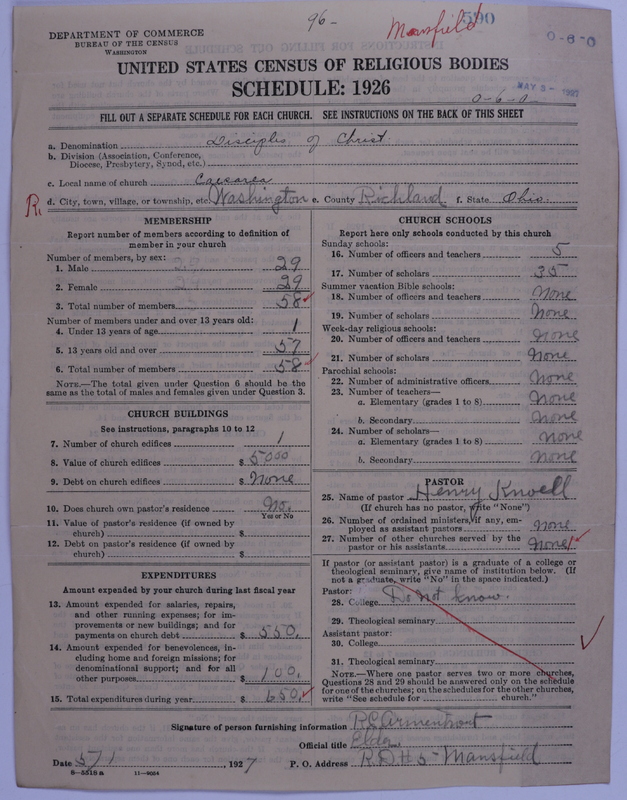 DEPARTMENT OF COMMERCE
BUREAU OF THE CENSUS
WASHINGTON
96-
Mansfield
590
0-6-0
UNITED STATES CENSUS OF RELIGIOUS BODIES
SCHEDULE: 1926
MAY 3 - 1927
0-6-0
FILL OUT A SEPARATE SCHEDULE FOR EACH CHURCH. SEE INSTRUCTIONS ON THE BACK OF THIS SHEET
a. Denomination Disciples of Christ
b. Division (Association, Conference, Diocese, Presbytery, Synod, etc.)
c. Local name of church Caesarea
R. d. City, town, village, or township, etc. Washington e. County Richland f. State Ohio.
MEMBERSHIP
Report number of members according to definition of
member in your church
Number of members, by sex:
1. Male 29
2. Female 29
3. Total number of members 58
Number of members under and over 13 years old:
4. Under 13 years of age 1
5. 13 years old and over 57
6. Total number of members 58
NOTE.—The total given under Question 6 should be the
same as the total of males and females given under Question 3.
CHURCH BUILDINGS
See instructions, paragraphs 10 to 12
7. Number of church edifices 1
8. Value of church edifices $ 5000
9. Debt on church edifices $ None
10. Does church own pastor's residence No.
Yes or No
11. Value of pastor's residence (if owned by
church) $
12. Debt on pastor's residence (if owned by
church) $
EXPENDITURES
Amount expended by your church during last fiscal year
13. Amount expended for salaries, repairs,
and other running expenses; for im-
provements or new buildings; and for
payments on church debt $ 550.
14. Amount expended for benevolences, in-
cluding home and foreign missions; for
denominational support; and for all
other purposes $ 100.
15. Total expenditures during year $ 650.
CHURCH SCHOOLS
Report here only schools conducted by this church
Sunday schools:
16. Number of officers and teachers 5
17. Number of scholars 35
Summer vacation Bible schools:
18. Number of officers and teachers None
19. Number of scholars None
Week-day religious schools:
20. Number of officers and teachers None
21. Number of scholars None
Parochial schools:
22. Number of administrative officers None
23. Number of teachers—
a. Elementary (grades 1 to 8) None
b. Secondary None
24. Number of scholars—
a. Elementary (grades 1 to 8) None
b. Secondary None
PASTOR
25. Name of pastor Henry Knoell
(If church has no pastor, write "None")
26. Number of ordained ministers, if any, em-
ployed as assistant pastors none
27. Number of other churches served by the
pastor or his assistants None 1
If pastor (or assistant pastor) is a graduate of a college or
theological seminary, give name of institution below. (If
not a graduate, write "No" in the space indicated.)
Pastor:
28. College Do not know.
29. Theological seminary
Assistant pastor:
30. College
31. Theological seminary
NOTE.—Where one pastor serves two or more churches,
Questions 28 and 29 should be answered only on the schedule
for one of the churches; on the schedules for the other churches,
write "See schedule for church."
Signature of person furnishing information R.C. Armentrout
Official title Elder
Date 5/1 1927 P. O. Address R D # 5 - Mansfield
8-5518 a 11-9064